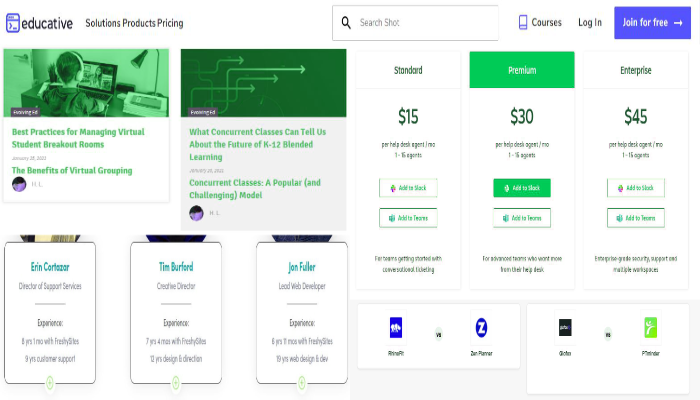 educative
Solutions Products Pricing
Search Shot
Courses
Log In
Join for free →
Evolving Ed
Best Practices for Managing Virtual
Student Breakout Rooms
January 28, 2021
The Benefits of Virtual Grouping
H. L.
Evolving Ed
What Concurrent Classes Can Tell Us
About the Future of K-12 Blended
Learning
Concurrent Classes: A Popular (and
Challenging) Model
H. L.
Standard
$15
per help desk agent / mo
1 - 15 agents
Add to Slack
Add to Teams
For teams getting started with
conversational ticketing
Premium
$30
per help desk agent / mo
1 - 15 agents
Add to Slack
Add to Teams
For advanced teams who want more
from their help desk
Enterprise
$45
per help desk agent / mo
1 - 15 agents
Add to Slack
Add to Teams
Enterprise-grade security, support and
multiple workspaces
Erin Cortazar
Director of Support Services
Experience:
8 yrs 1 mo with FreshySites
9 yrs customer support
Tim Burford
Creative Director
Experience:
7 yrs 4 mos with FreshySites
12 yrs design & direction
Jon Fuller
Lead Web Developer
Experience:
6 yrs 11 mos with FreshySites
19 yrs web design & dev
RhinoFit
vs
Zen Planner
Glofox
vs
PTminder